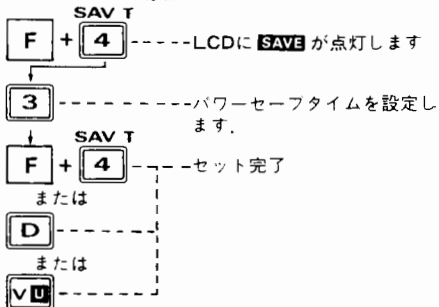 SAV T
F + 4 -----LCDに SAVE が点灯します
3 --------パワーセーブタイムを設定し
ます.
SAV T
F + 4 ---セット完了
または
D
または
V U